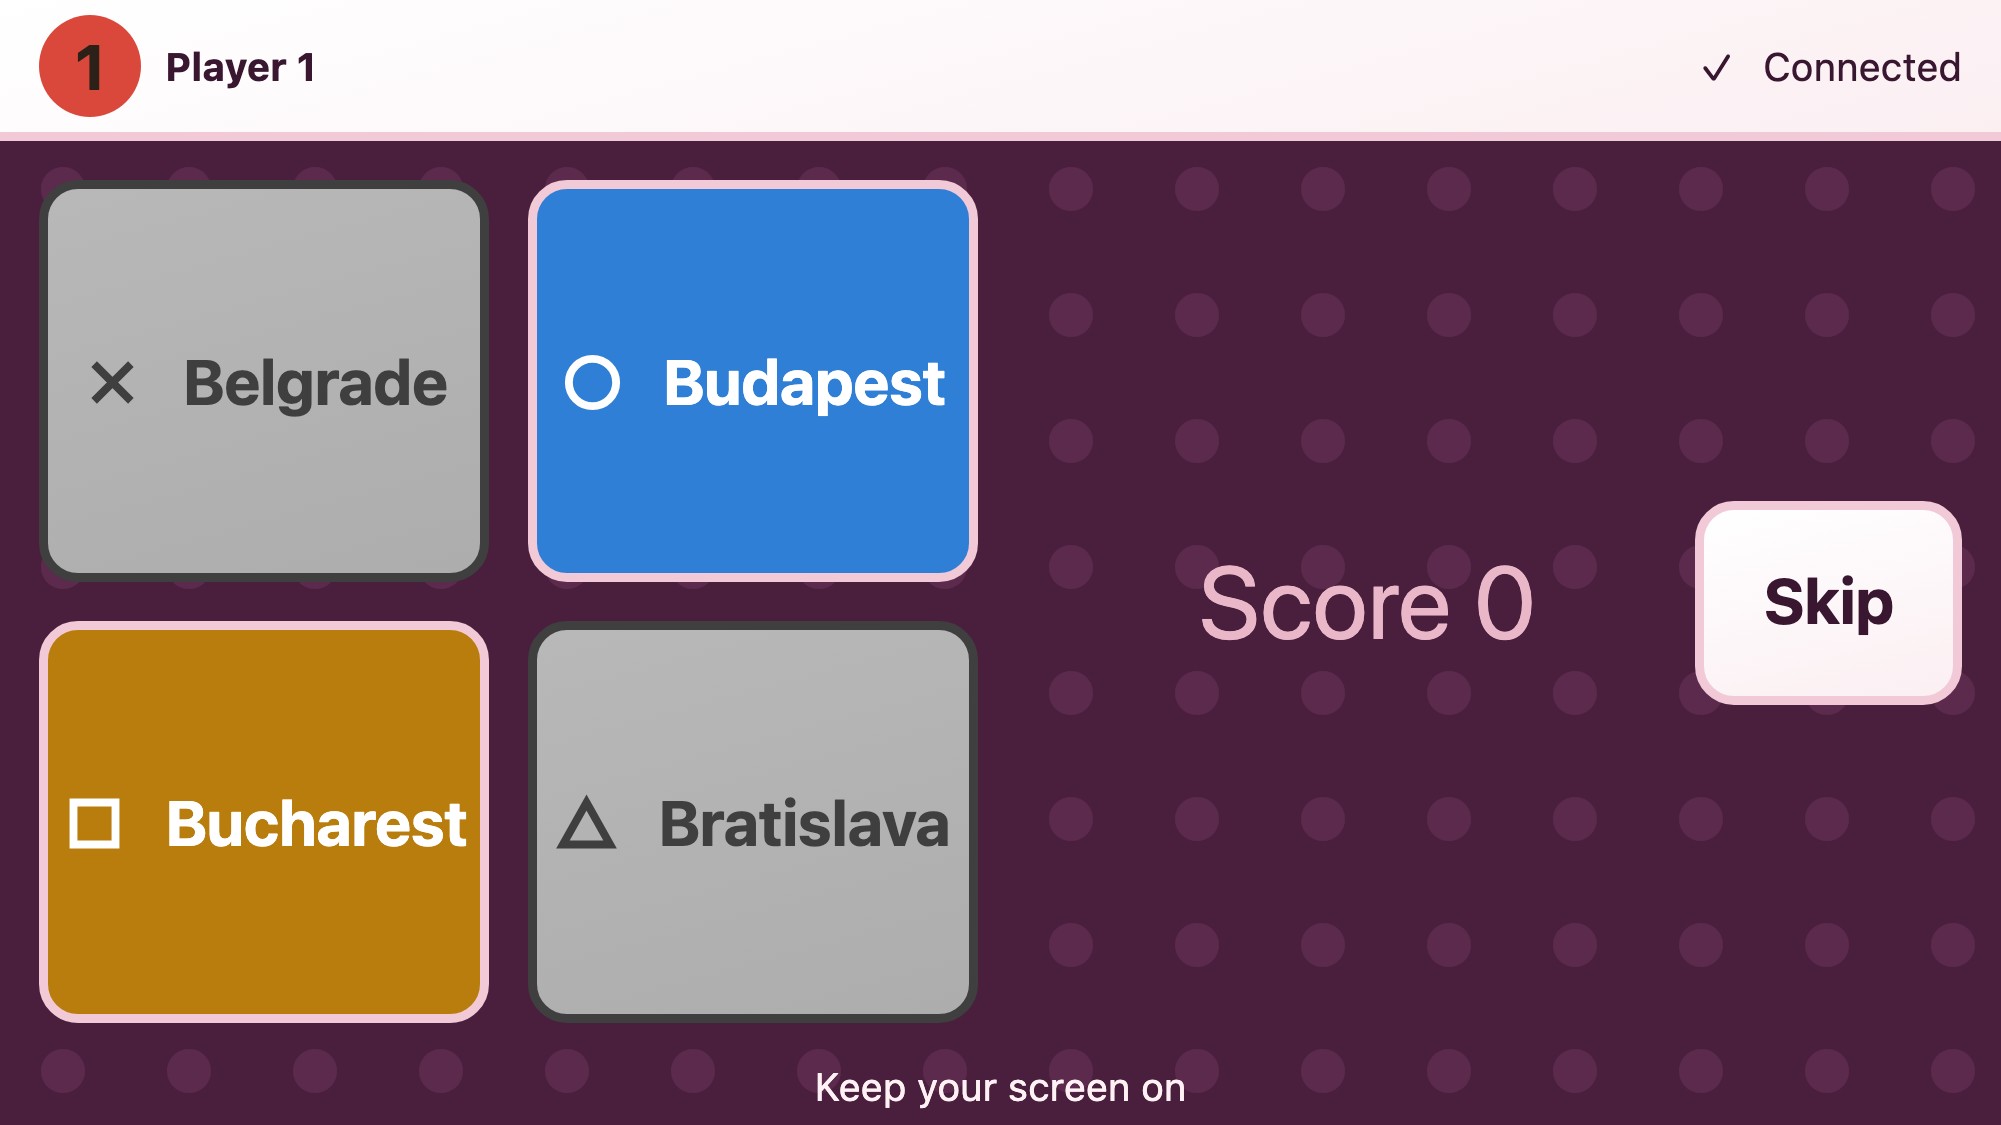 1 Player 1
✓ Connected
Belgrade
Budapest
Bucharest
Bratislava
Score 0
Skip
Keep your screen on